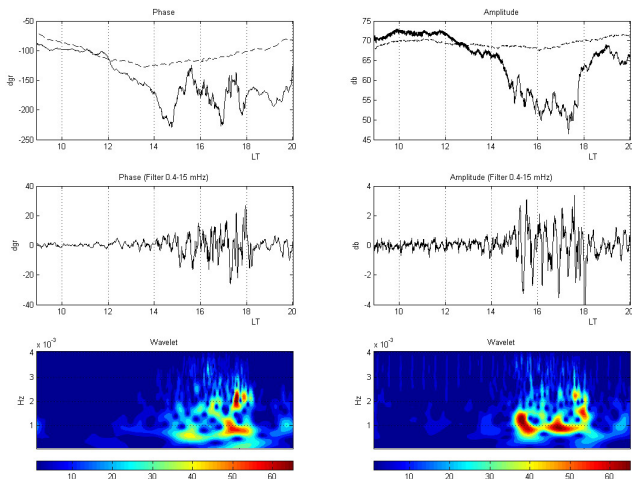 Phase
Amplitude
dgr
-50
-100
-150
-200
-250
10 12 14 16 18 20
LT
db
75
70
65
60
55
50
45
10 12 14 16 18 20
LT
Phase (Filter 0.4-15 mHz)
Amplitude (Filter 0.4-15 mHz)
dgr
40
20
0
-20
-40
10 12 14 16 18 20
LT
db
4
2
0
-2
-4
10 12 14 16 18 20
LT
Wavelet
Wavelet
x 10-3
Hz
4
3
2
1
x 10-3
Hz
4
3
2
1
10 20 30 40 50 60
10 20 30 40 50 60